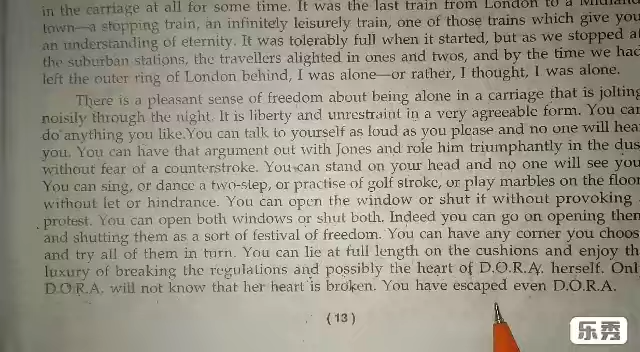 in the carriage at all for some time. It was the last train from London to a Midland
town—a stopping train, an infinitely leisurely train, one of those trains which give you
an understanding of eternity. It was tolerably full when it started, but as we stopped at
the suburban stations, the travellers alighted in ones and twos, and by the time we had
left the outer ring of London behind, I was alone—or rather, I thought, I was alone.
There is a pleasant sense of freedom about being alone in a carriage that is jolting
noisily through the night. It is liberty and unrestraint in a very agreeable form. You can
do anything you like.You can talk to yourself as loud as you please and no one will hear
you. You can have that argument out with Jones and role him triumphantly in the dus
without fear of a counterstroke. You can stand on your head and no one will see you
You can sing, or dance a two-step, or practise of golf stroke, or play marbles on the floor
without let or hindrance. You can open the window or shut it without provoking
protest. You can open both windows or shut both. Indeed you can go on opening them
and shutting them as a sort of festival of freedom. You can have any corner you choos
and try all of them in turn. You can lie at full length on the cushions and enjoy th
luxury of breaking the regulations and possibly the heart of D.O.R.A. herself. Onl
D.O.R.A. will not know that her heart is broken. You have escaped even D.O.R.A.
(13)
乐秀